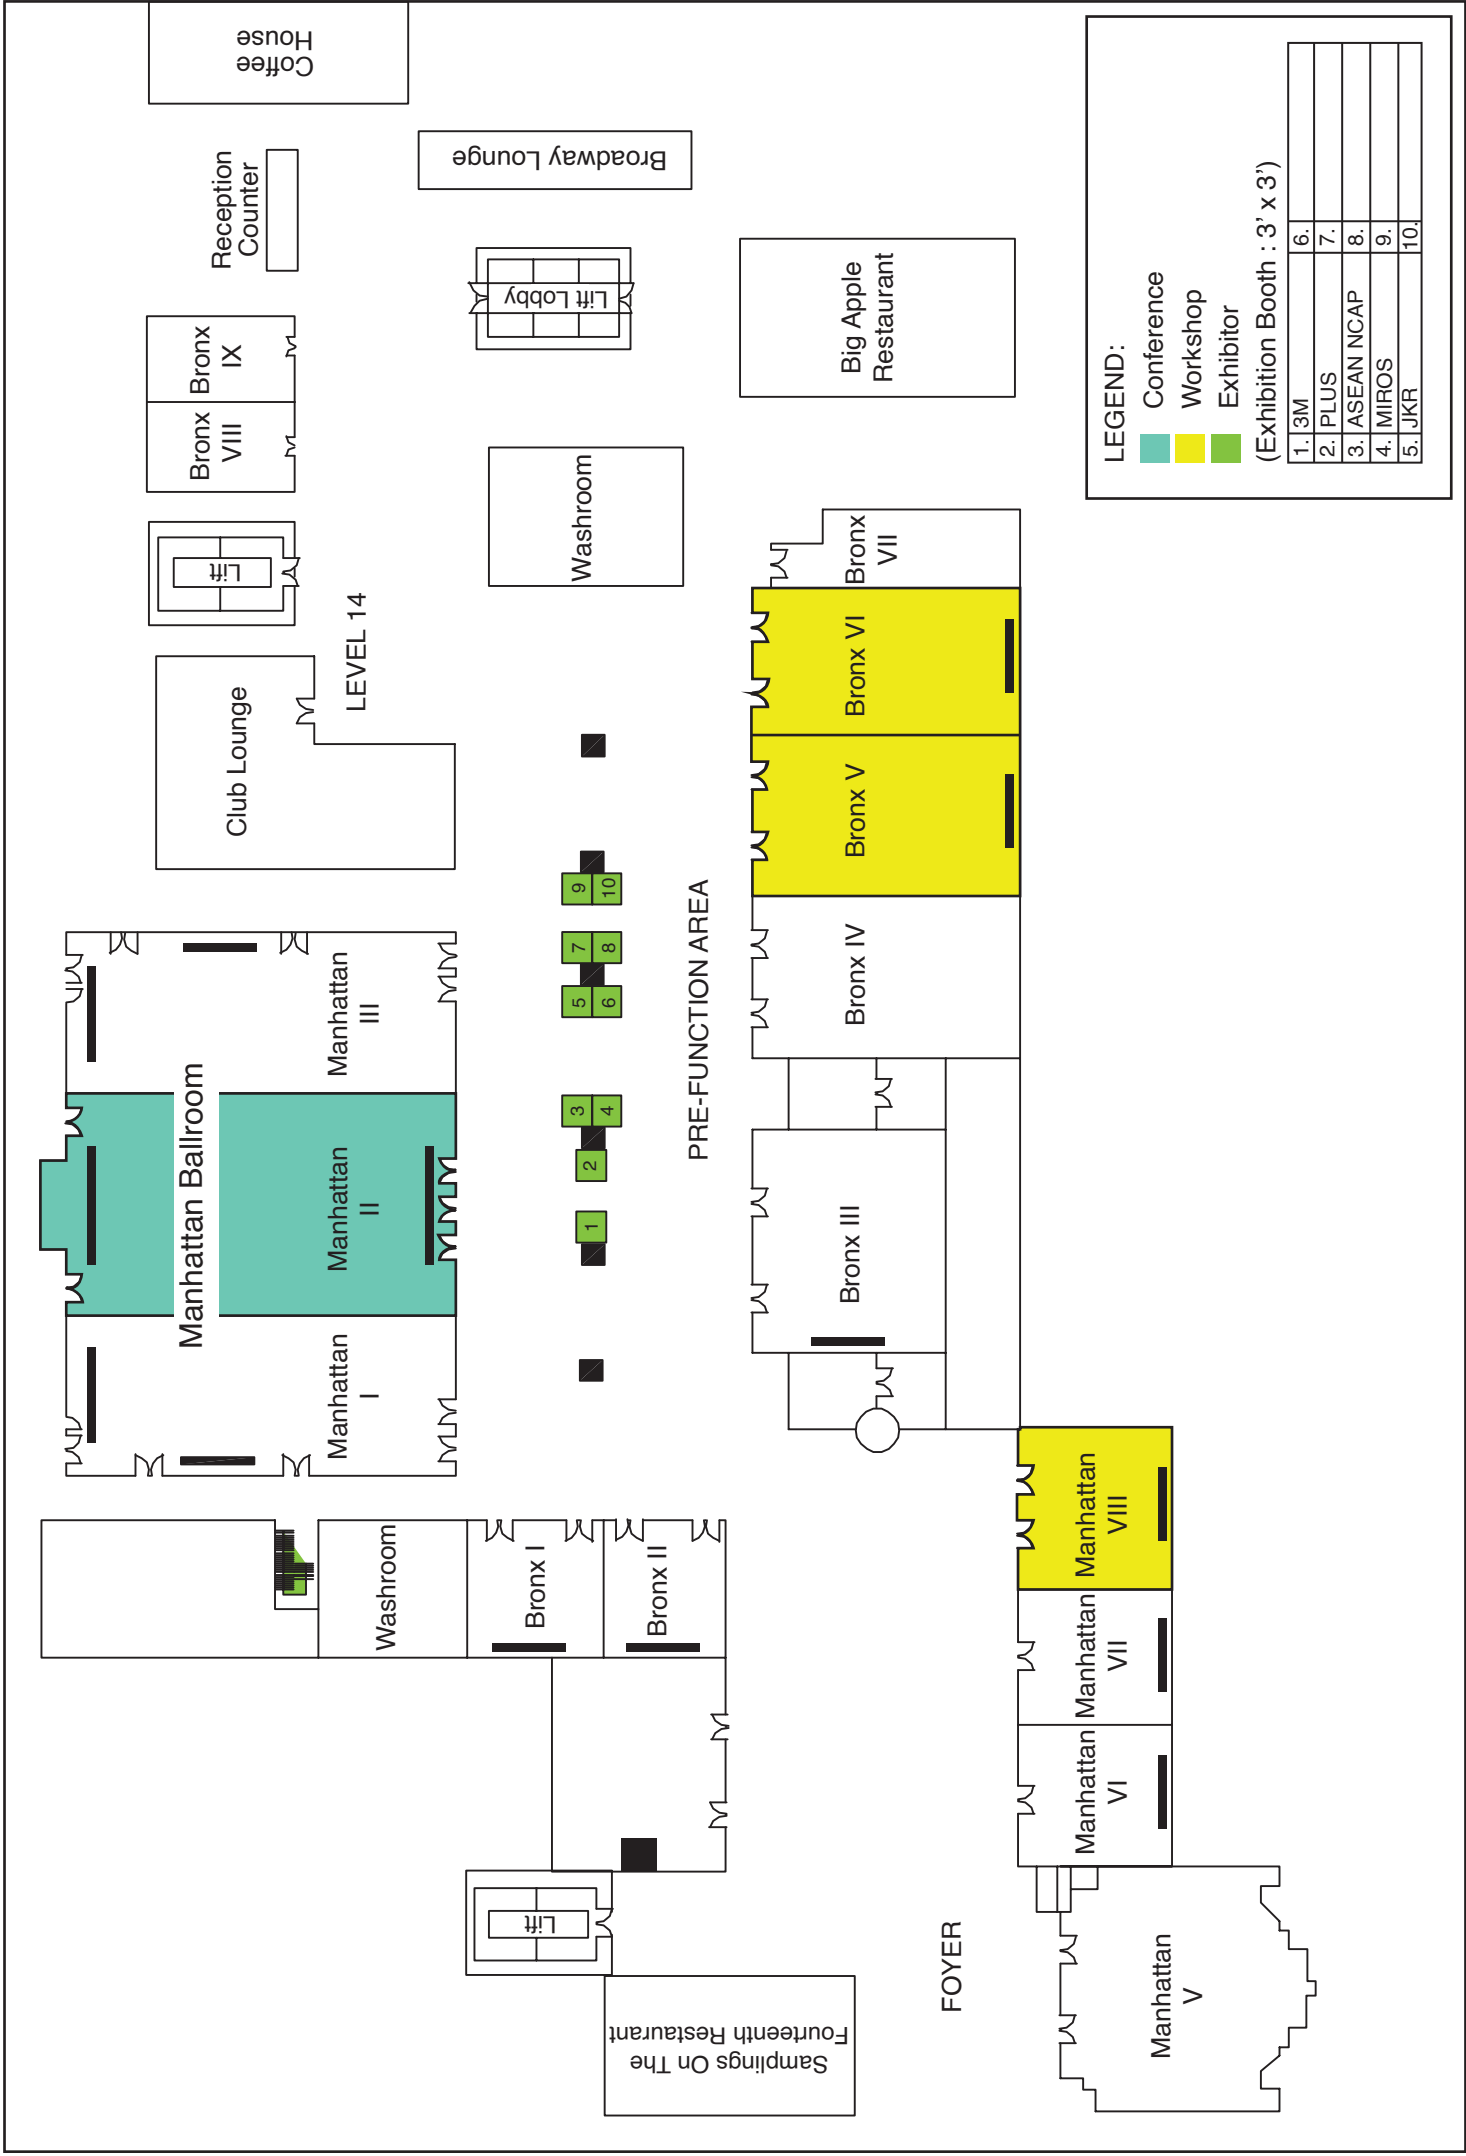 Samplings On The
Fourteenth Restaurant
Lift
Washroom
Bronx I
Bronx II
Manhattan Ballroom
Manhattan
I
Manhattan
II
Manhattan
III
Club Lounge
LEVEL 14
Lift
Bronx
VIII
Bronx
IX
Reception
Counter
Coffee
House
Broadway Lounge
Lift Lobby
Washroom
1
2
3
4
5
6
7
8
9
10
PRE-FUNCTION AREA
Big Apple
Restaurant
Bronx III
Bronx IV
Bronx V
Bronx VI
Bronx
VII
FOYER
Manhattan
V
Manhattan
VI
Manhattan
VII
Manhattan
VIII
LEGEND:
Conference
Workshop
Exhibitor
(Exhibition Booth : 3' x 3')
1. 3M 6.
2. PLUS 7.
3. ASEAN NCAP 8.
4. MIROS 9.
5. JKR 10.